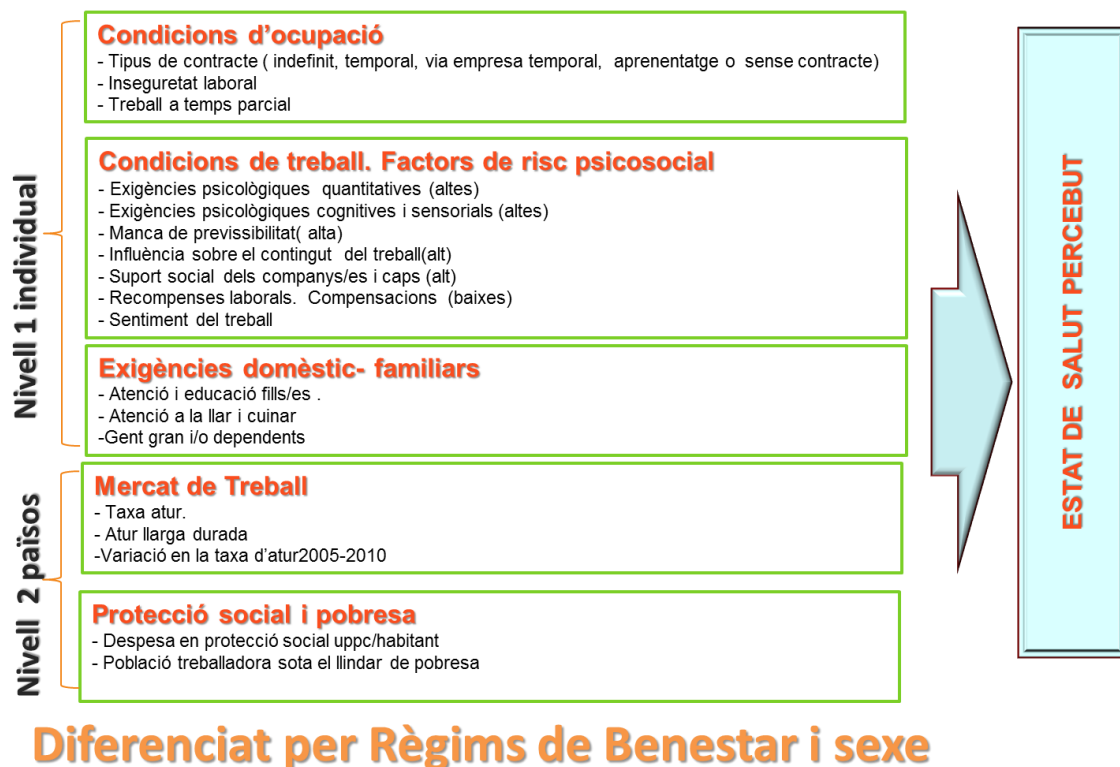 Nivell 1 individual
Condicions d’ocupació
- Tipus de contracte ( indefinit, temporal, via empresa temporal, aprenentatge o sense contracte)
- Inseguretat laboral
- Treball a temps parcial
Condicions de treball. Factors de risc psicosocial
- Exigències psicològiques quantitatives (altes)
- Exigències psicològiques cognitives i sensorials (altes)
- Manca de previssibilitat( alta)
- Influència sobre el contingut del treball(alt)
- Suport social dels companys/es i caps (alt)
- Recompenses laborals. Compensacions (baixes)
- Sentiment del treball
Exigències domèstic- familiars
- Atenció i educació fills/es .
- Atenció a la llar i cuinar
-Gent gran i/o dependents
Nivell 2 països
Mercat de Treball
- Taxa atur.
- Atur llarga durada
-Variació en la taxa d’atur2005-2010
Protecció social i pobresa
- Despesa en protecció social uppc/habitant
- Població treballadora sota el llindar de pobresa
ESTAT DE SALUT PERCEBUT
Diferenciat per Règims de Benestar i sexe